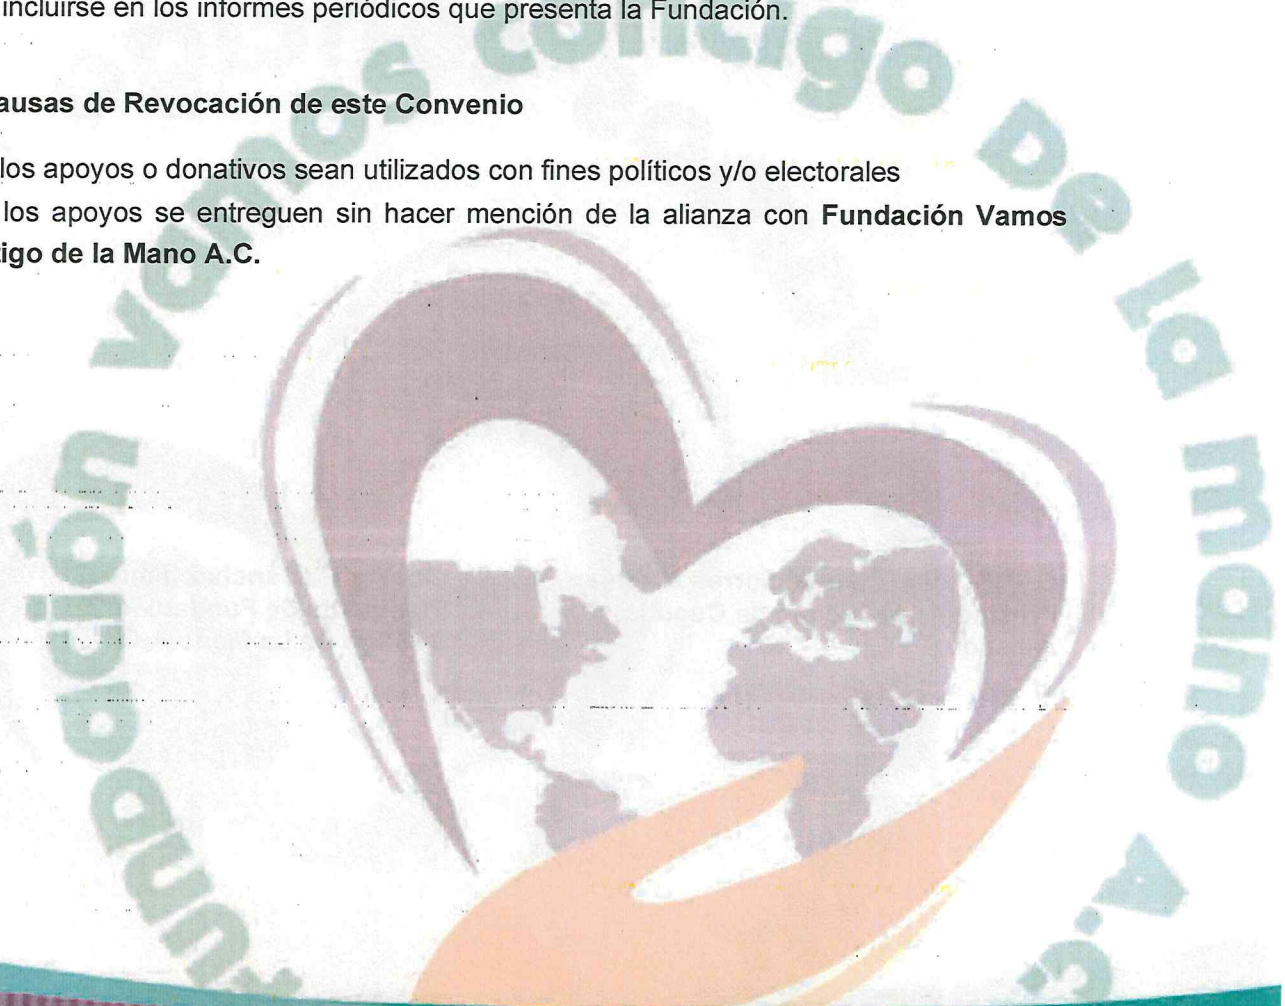 incluirse en los informes periódicos que presenta la Fundación.
ausas de Revocación de este Convenio
los apoyos o donativos sean utilizados con fines políticos y/o electorales
los apoyos se entreguen sin hacer mención de la alianza con Fundación Vamos
tigo de la Mano A.C.
Fundación Vamos contigo De la mano A.C.